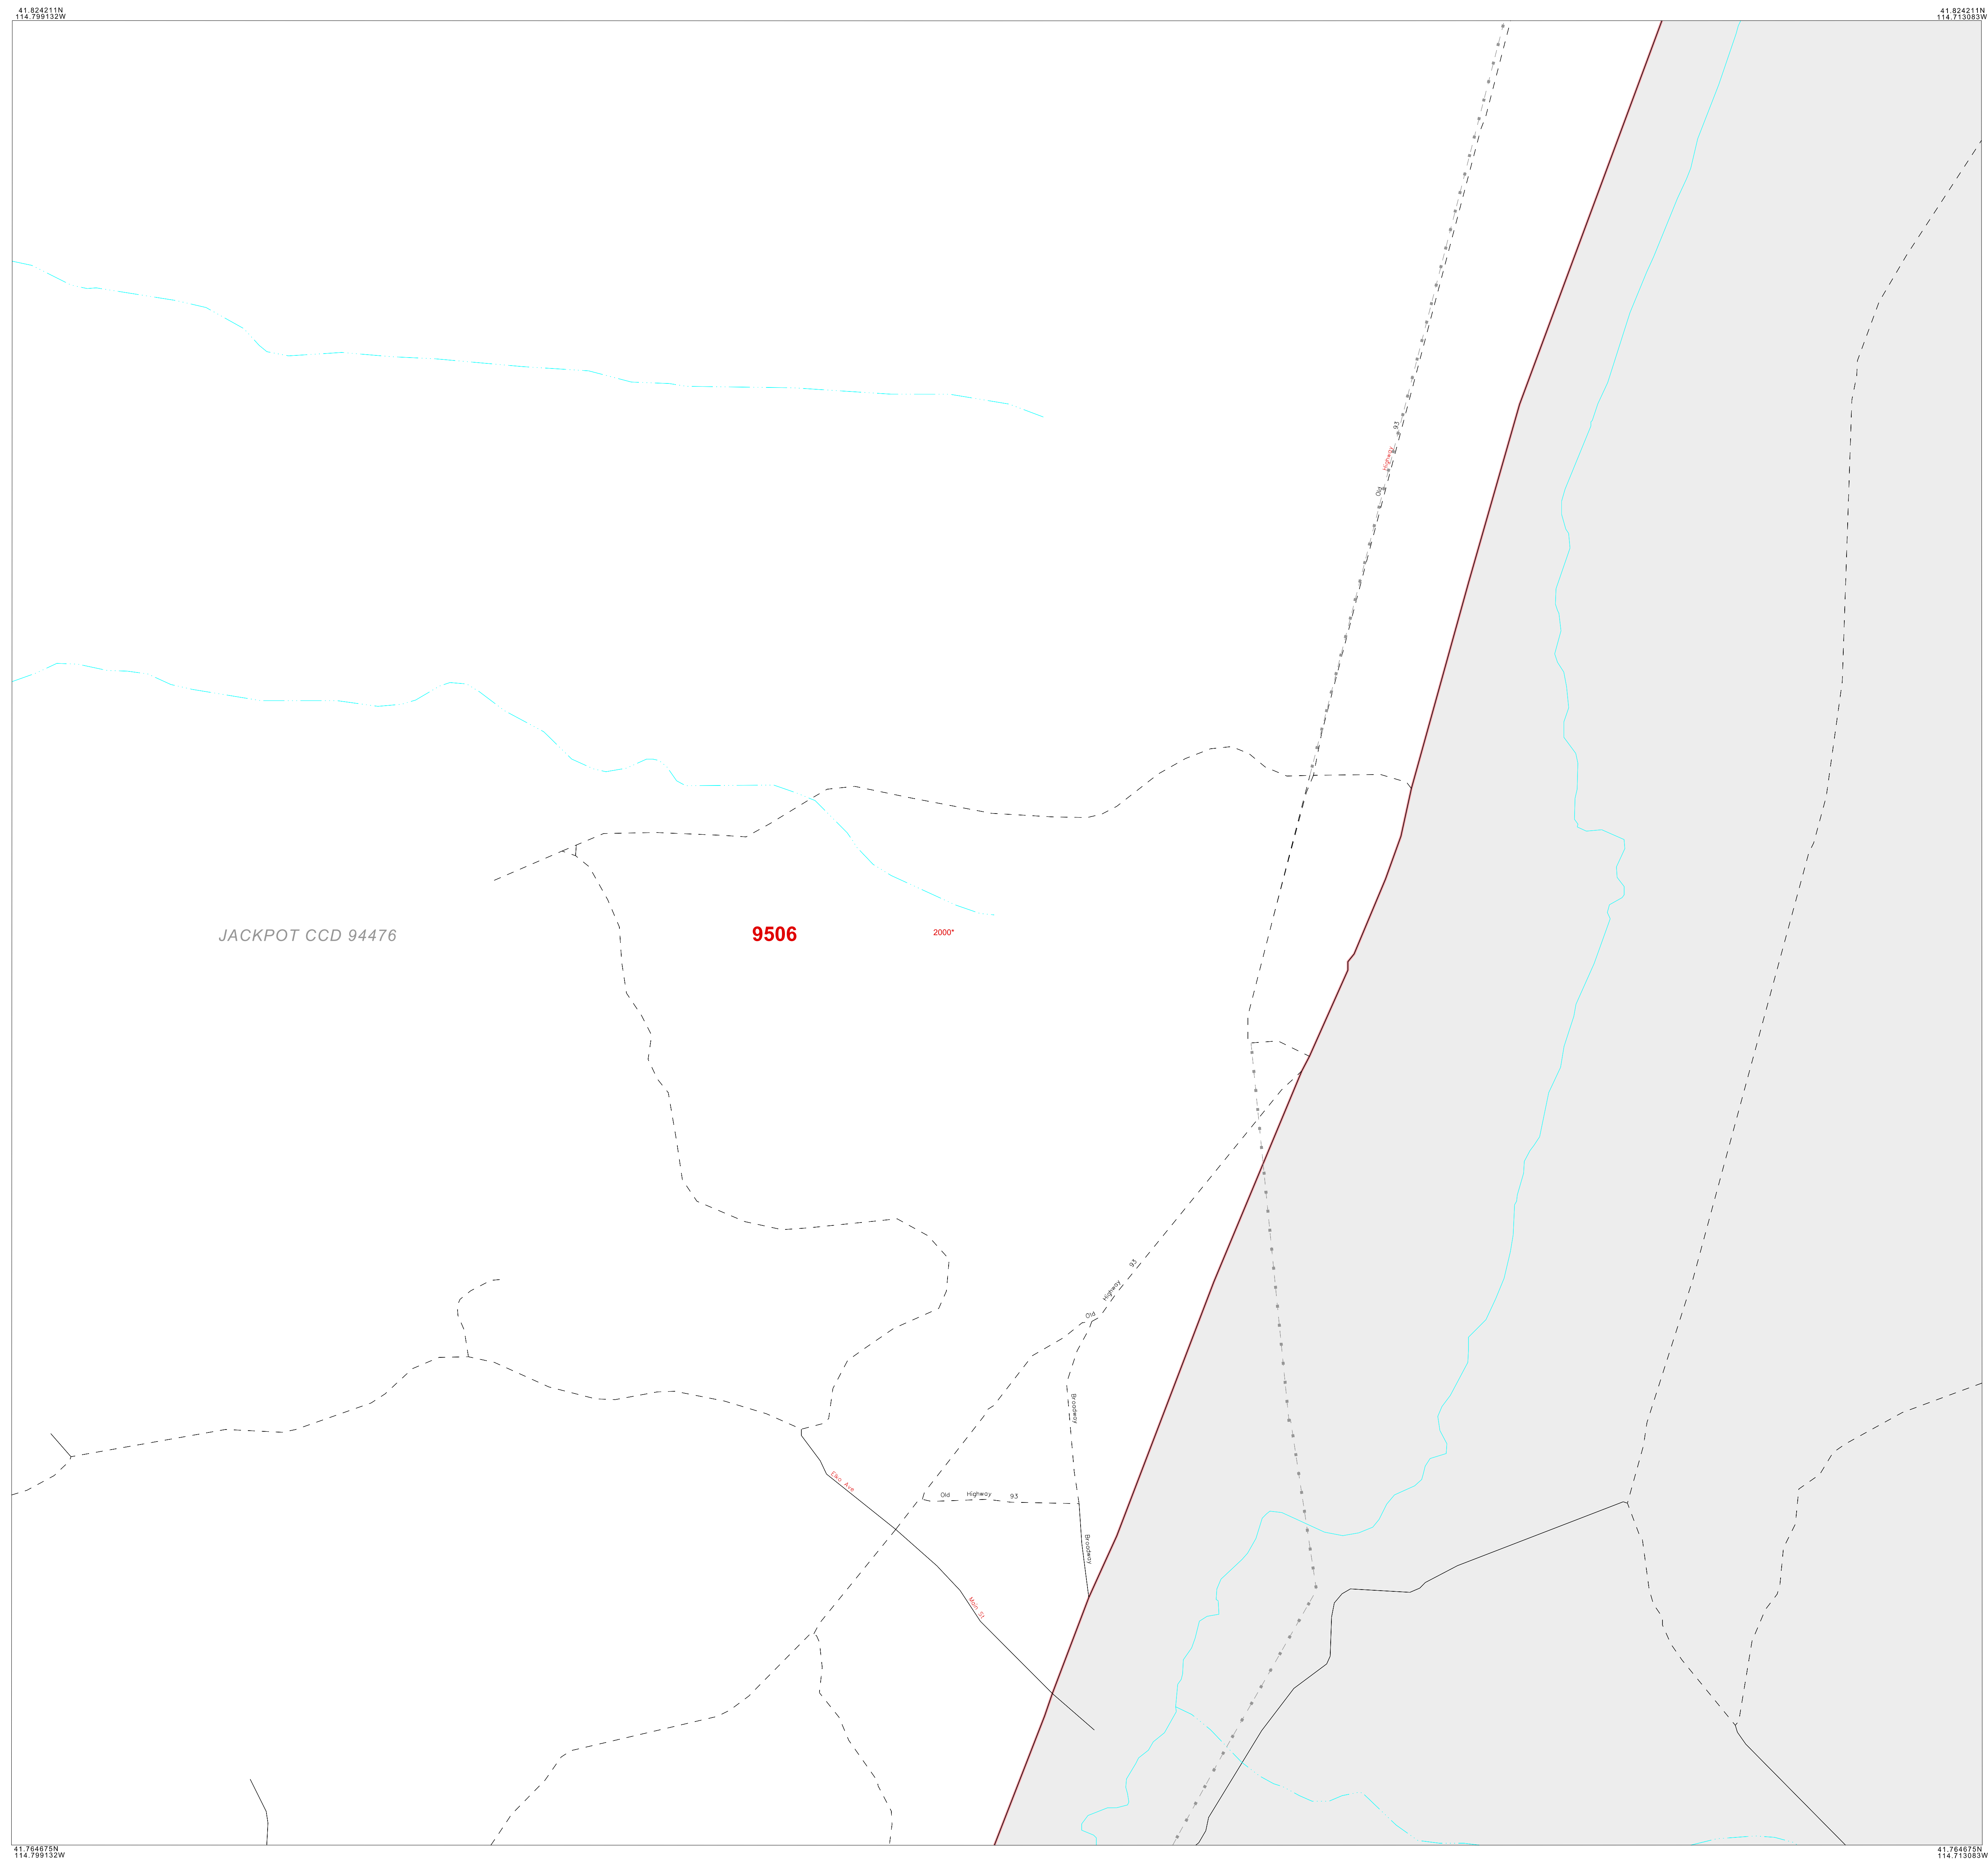 41.824211N
114.799132W
41.824211N
114.713083W
Old Highway 93
JACKPOT CCD 94476
9506
2000*
Old Highway 93
Broadway
Elko Ave
Old Highway 93
Broadway
Main St
41.764675N
114.799132W
41.764675N
114.713083W